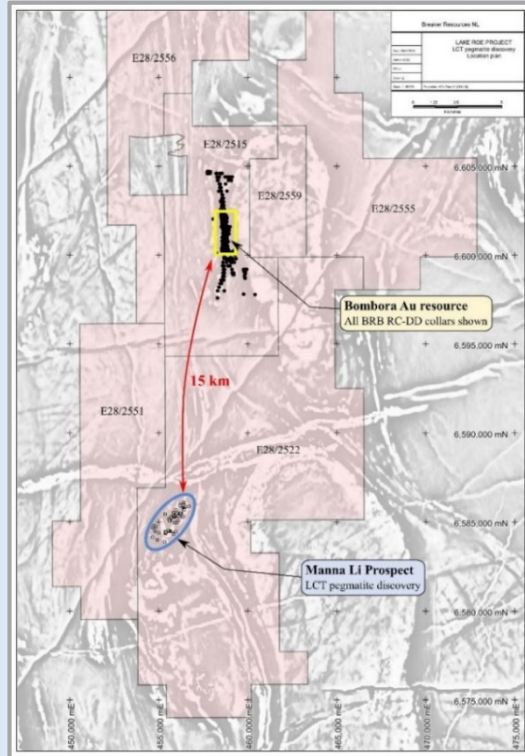 Breaker Resources NL
LAKE ROE PROJECT
LCT pegmatite discovery
Location plan
E28/2556
E28/2515
E28/2559
E28/2555
6,605,000 mN
6,600,000 mN
Bombora Au resource
All BRB RC-DD collars shown
6,595,000 mN
15 km
E28/2551
6,590,000 mN
E28/2522
6,585,000 mN
Manna Li Prospect
LCT pegmatite discovery
6,580,000 mN
6,575,000 mN
450,000 mE
455,000 mE
460,000 mE
465,000 mE
470,000 mE